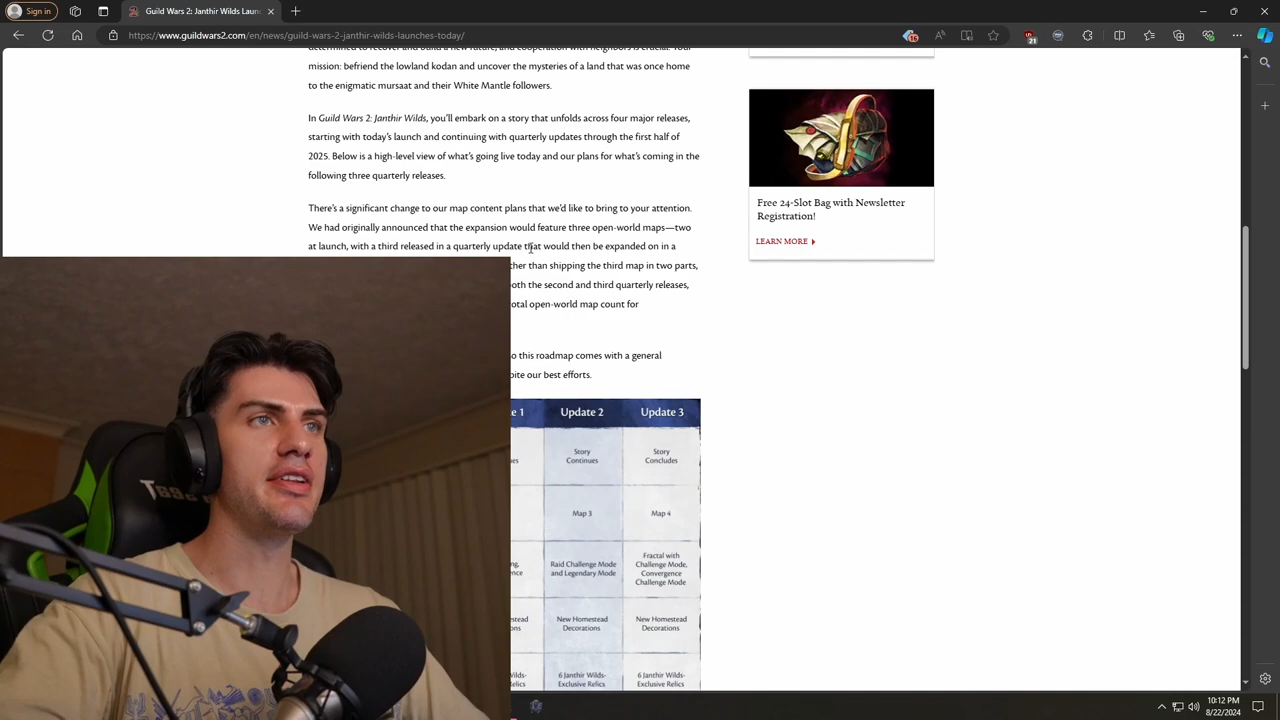 Sign in
Guild Wars 2: Janthir Wilds Launch
https://www.guildwars2.com/en/news/guild-wars-2-janthir-wilds-launches-today/
15
21
mission: befriend the lowland kodan and uncover the mysteries of a land that was once home
to the enigmatic mursaat and their White Mantle followers.
In Guild Wars 2: Janthir Wilds, you'll embark on a story that unfolds across four major releases,
starting with today's launch and continuing with quarterly updates through the first half of
2025. Below is a high-level view of what's going live today and our plans for what's coming in the
following three quarterly releases.
There's a significant change to our map content plans that we'd like to bring to your attention.
We had originally announced that the expansion would feature three open-world maps—two
at launch, with a third released in a quarterly update that would then be expanded on in a
ther than shipping the third map in two parts,
oth the second and third quarterly releases,
otal open-world map count for
so this roadmap comes with a general
pite our best efforts.
e 1 Update 2 Update 3
ues
Story
Continues
Story
Concludes
Map 3
Map 4
ng,
ence
Raid Challenge Mode
and Legendary Mode
Fractal with
Challenge Mode,
Convergence
Challenge Mode
estead
ons
New Homestead
Decorations
New Homestead
Decorations
Wilds-
Relics
6 Janthir Wilds-
Exclusive Relics
6 Janthir Wilds-
Exclusive Relics
Free 24-Slot Bag with Newsletter
Registration!
LEARN MORE
10:12 PM
8/22/2024